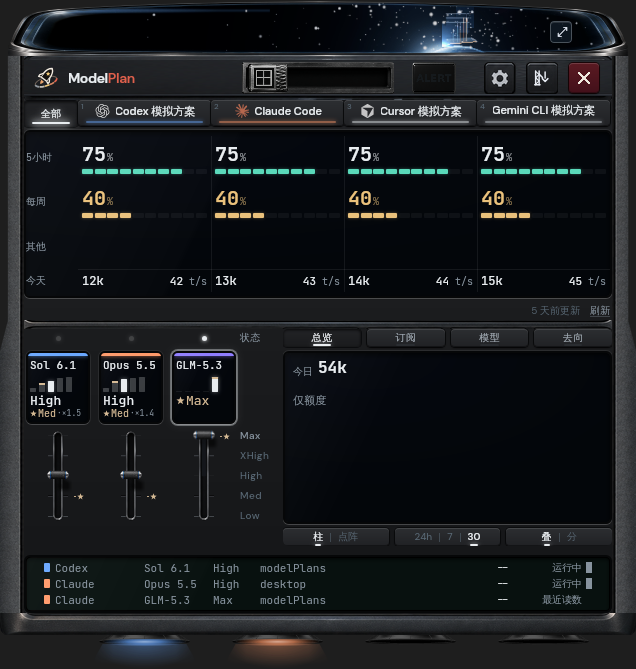 ModelPlan
ALERT
全部
1 Codex 模拟方案
2 Claude Code
3 Cursor 模拟方案
4 Gemini CLI 模拟方案
5小时 75% 75% 75% 75%
每周 40% 40% 40% 40%
其他
今天 12k 42 t/s 13k 43 t/s 14k 44 t/s 15k 45 t/s
5 天前更新 刷新
状态
总览 订阅 模型 去向
Sol 6.1
High
★Med·×1.5
Opus 5.5
High
★Med·×1.4
GLM-5.3
★Max
今日 54k
仅额度
Max
XHigh
High
Med
Low
-★
-★
-★
柱 | 点阵
24h | 7 | 30
叠 | 分
Codex Sol 6.1 High modelPlans —— 运行中
Claude Opus 5.5 High desktop —— 运行中
Claude GLM-5.3 Max modelPlans —— 最近读数